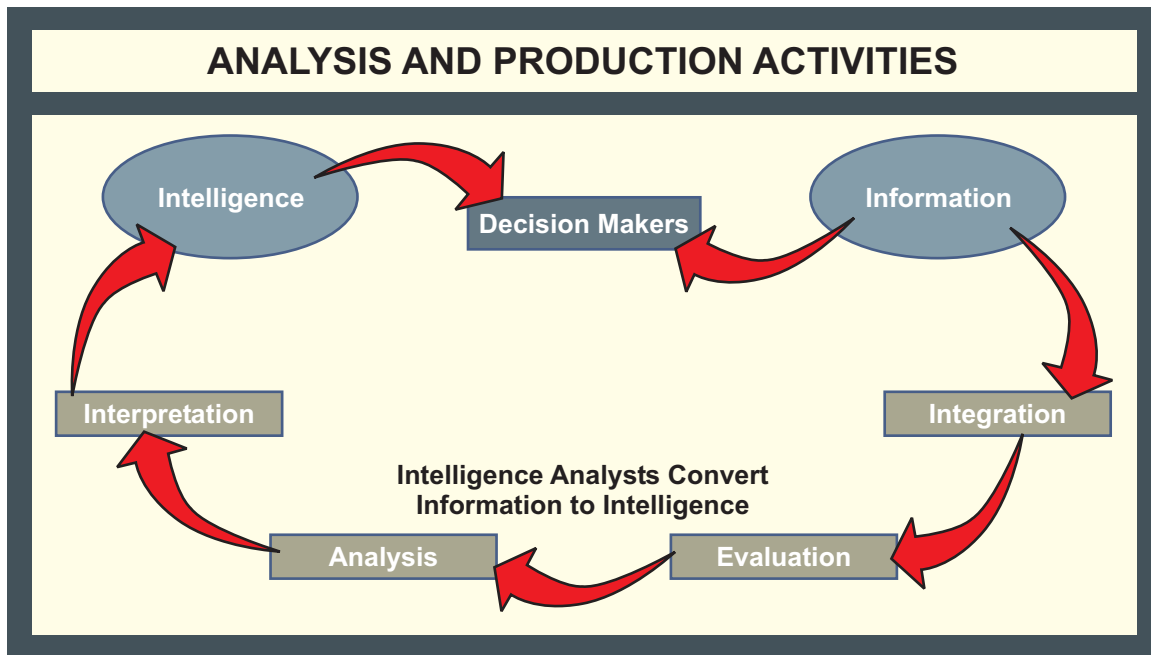 ANALYSIS AND PRODUCTION ACTIVITIES
Intelligence
Decision Makers
Information
Interpretation
Integration
Intelligence Analysts Convert
Information to Intelligence
Analysis
Evaluation